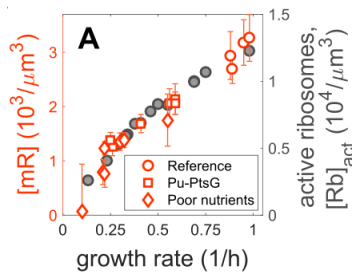 A
[mR] (10³/μm³)
3
2
1
0
1.5
1
0.5
0
active ribosomes,
[Rb]act (10⁴/μm³)
Reference
Pu-PtsG
Poor nutrients
0 0.25 0.5 0.75 1
growth rate (1/h)